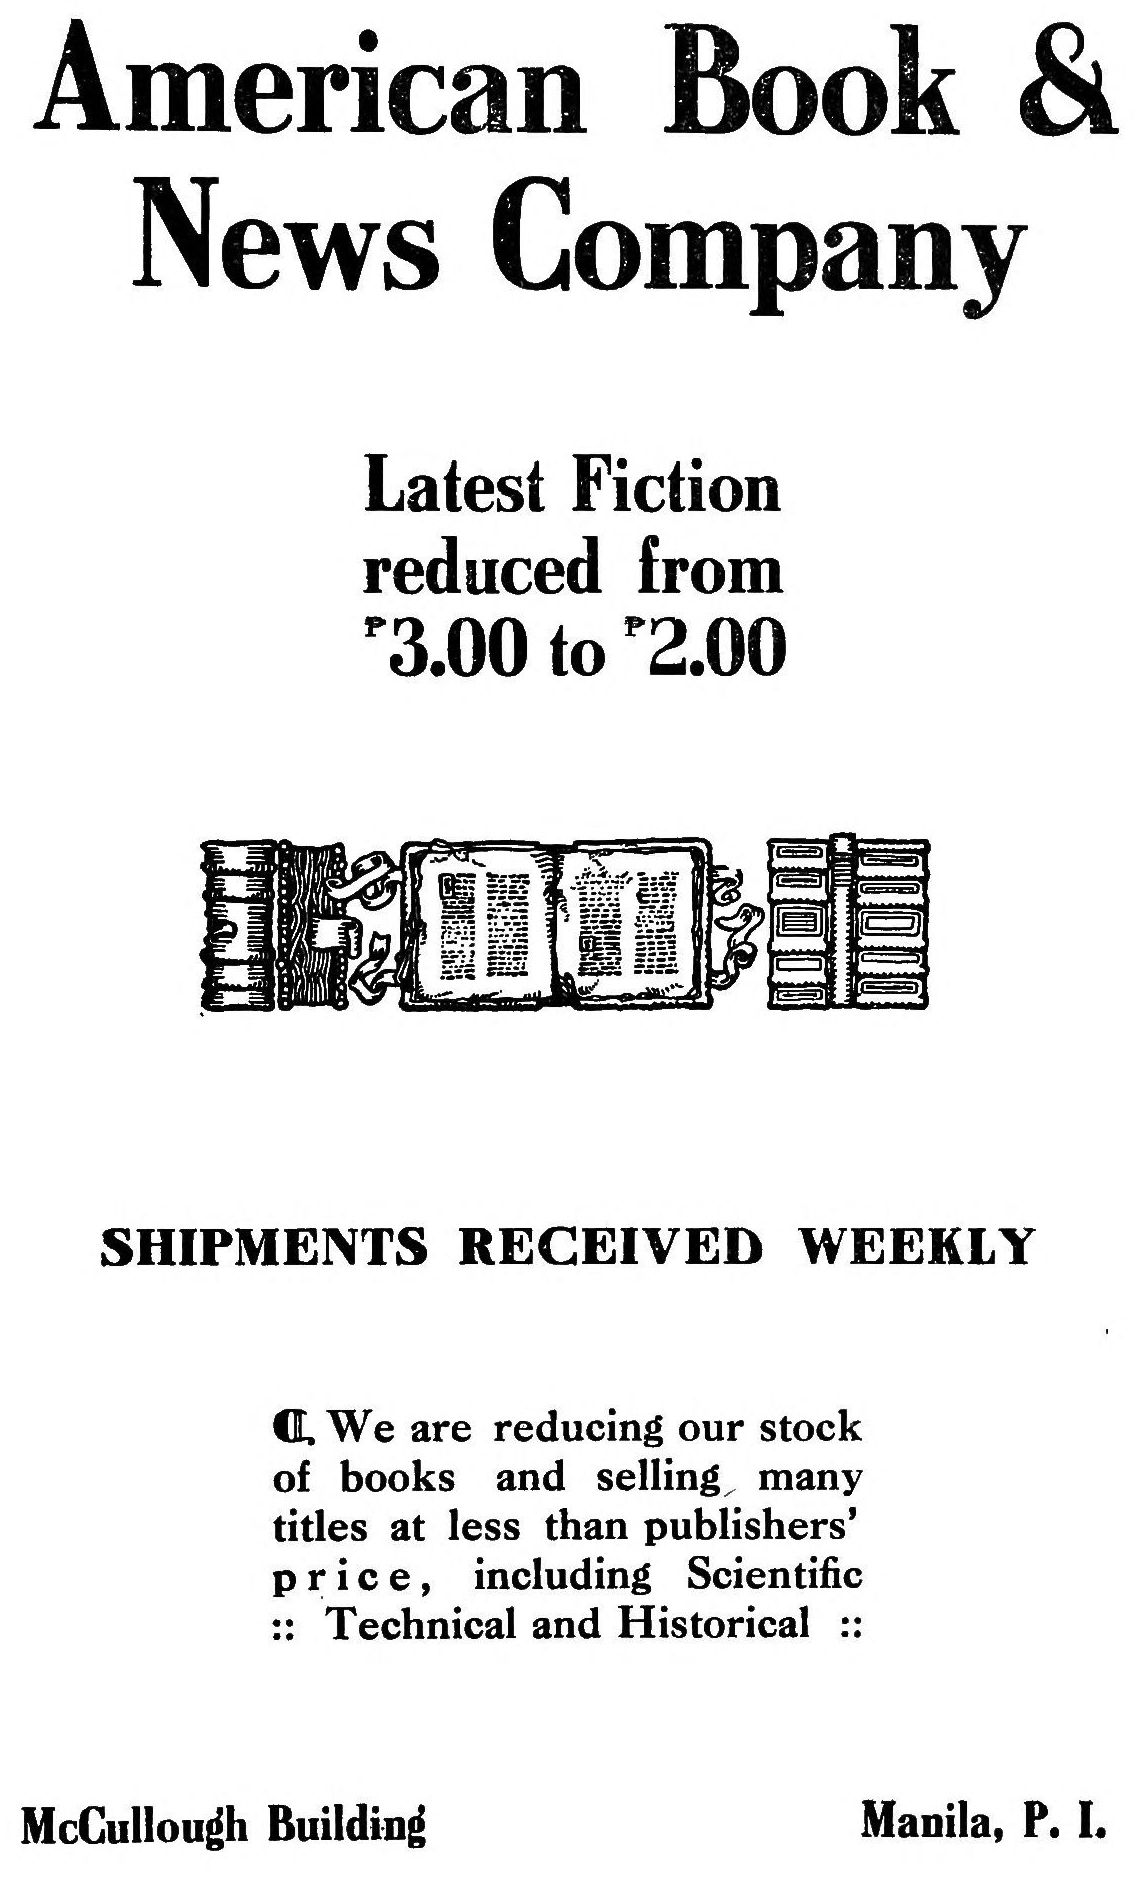 American Book &
News Company
Latest Fiction
reduced from
₱3.00 to ₱2.00
SHIPMENTS RECEIVED WEEKLY
⁋ We are reducing our stock
of books and selling many
titles at less than publishers'
price, including Scientific
:: Technical and Historical ::
McCullough Building
Manila, P. I.